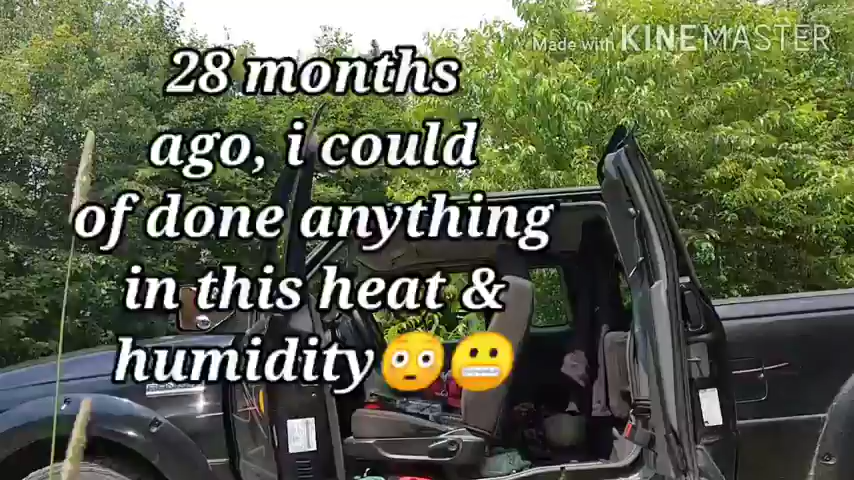 Made with KINEMASTER
28 months
ago, i could
of done anything
in this heat &
humidity😳😬